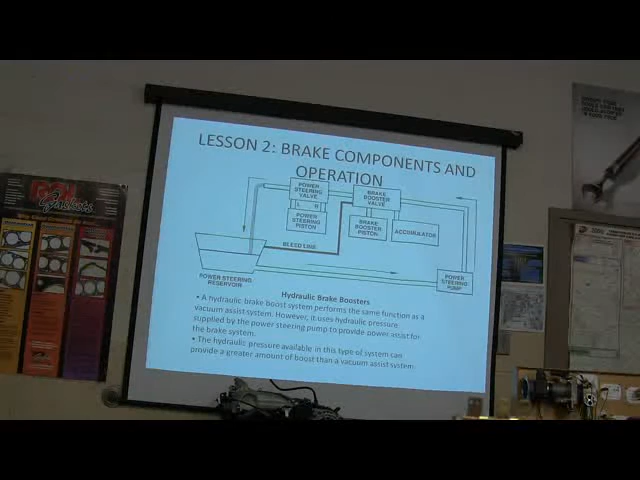 LESSON 2: BRAKE COMPONENTS AND
OPERATION
POWER
STEERING
VALVE
BRAKE
BOOSTER
VALVE
L R
POWER
STEERING
PISTON
BRAKE
BOOSTER
PISTON
ACCUMULATOR
BLEED LINE
POWER STEERING
RESERVOIR
POWER
STEERING
PUMP
Hydraulic Brake Boosters
• A hydraulic brake boost system performs the same function as a
vacuum assist system. However, it uses hydraulic pressure
supplied by the power steering pump to provide power assist for
the brake system.
• The hydraulic pressure available in this type of system can
provide a greater amount of boost than a vacuum assist system.
Gaskets